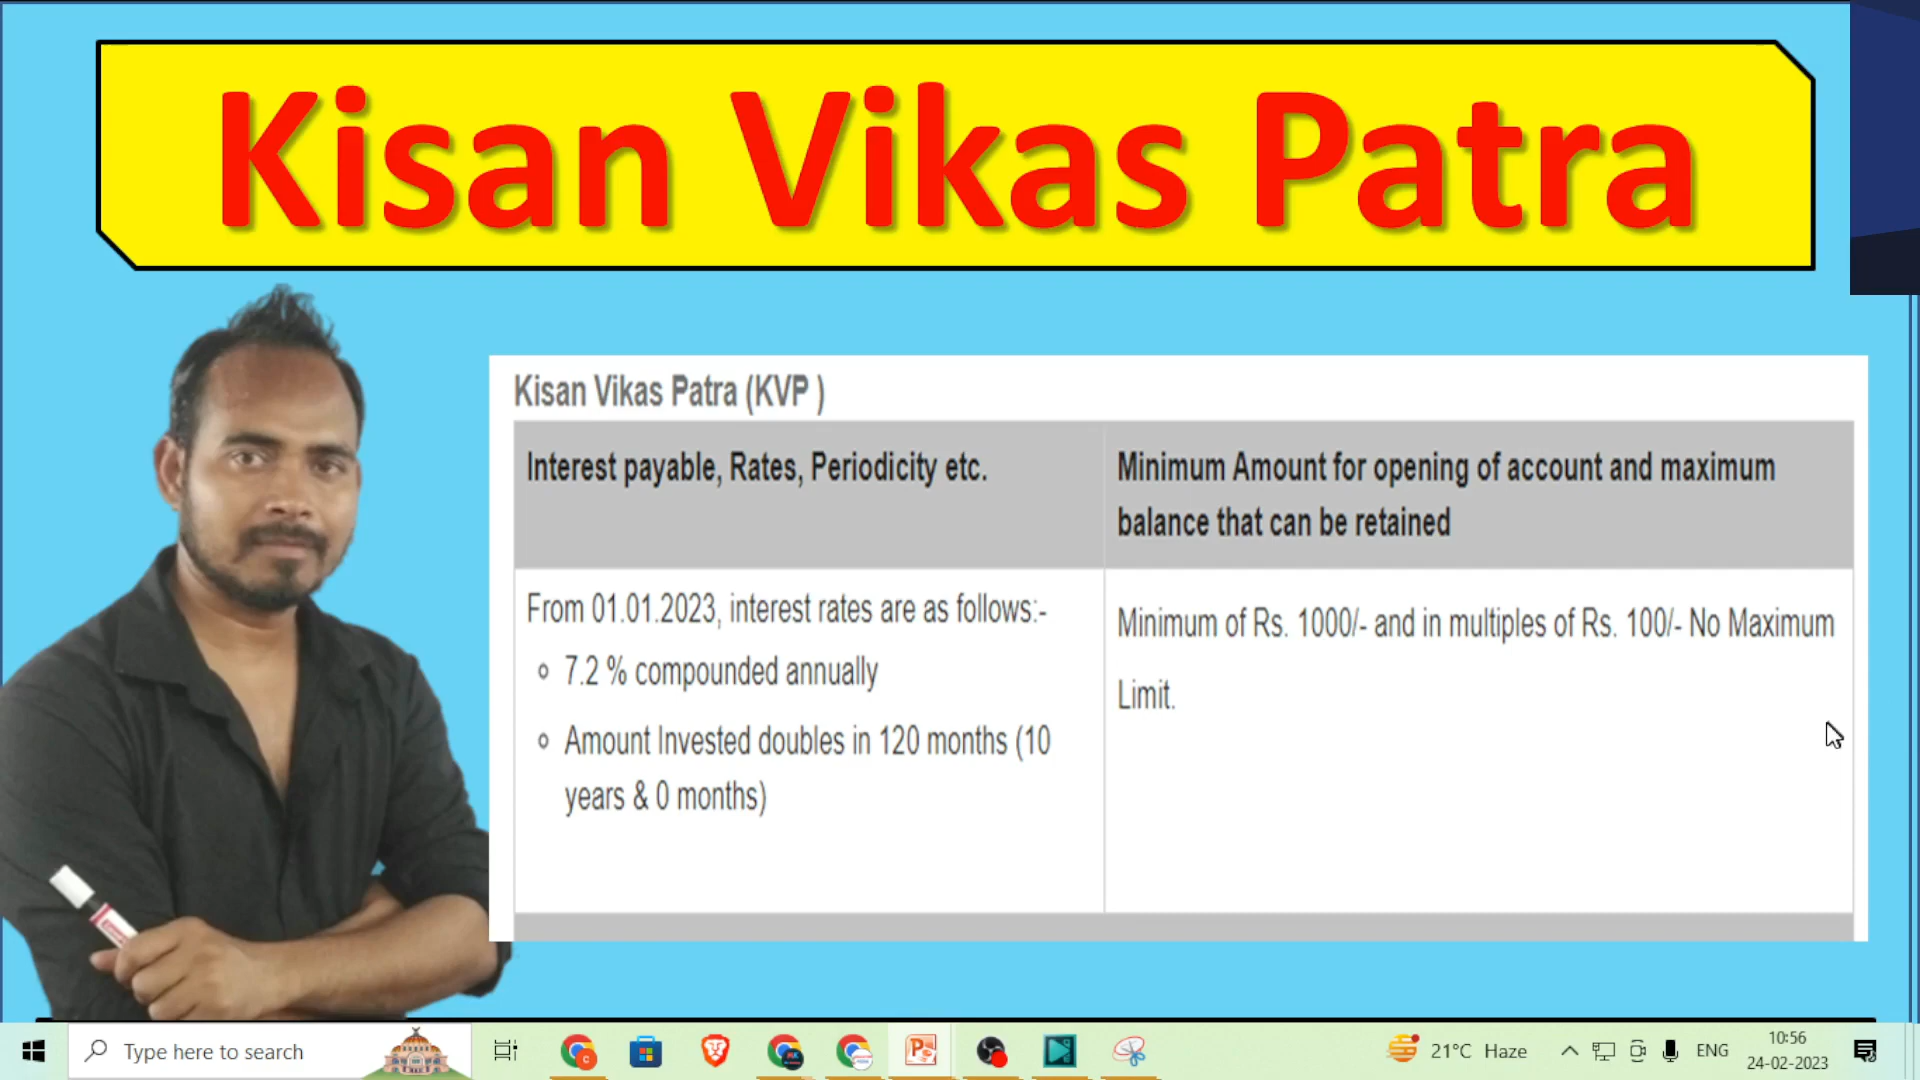 Kisan Vikas Patra
Kisan Vikas Patra (KVP )
Interest payable, Rates, Periodicity etc.
Minimum Amount for opening of account and maximum
balance that can be retained
From 01.01.2023, interest rates are as follows:-
7.2 % compounded annually
Amount Invested doubles in 120 months (10
years & 0 months)
Minimum of Rs. 1000/- and in multiples of Rs. 100/- No Maximum
Limit.
Type here to search
21°C Haze
ENG
10:56
24-02-2023